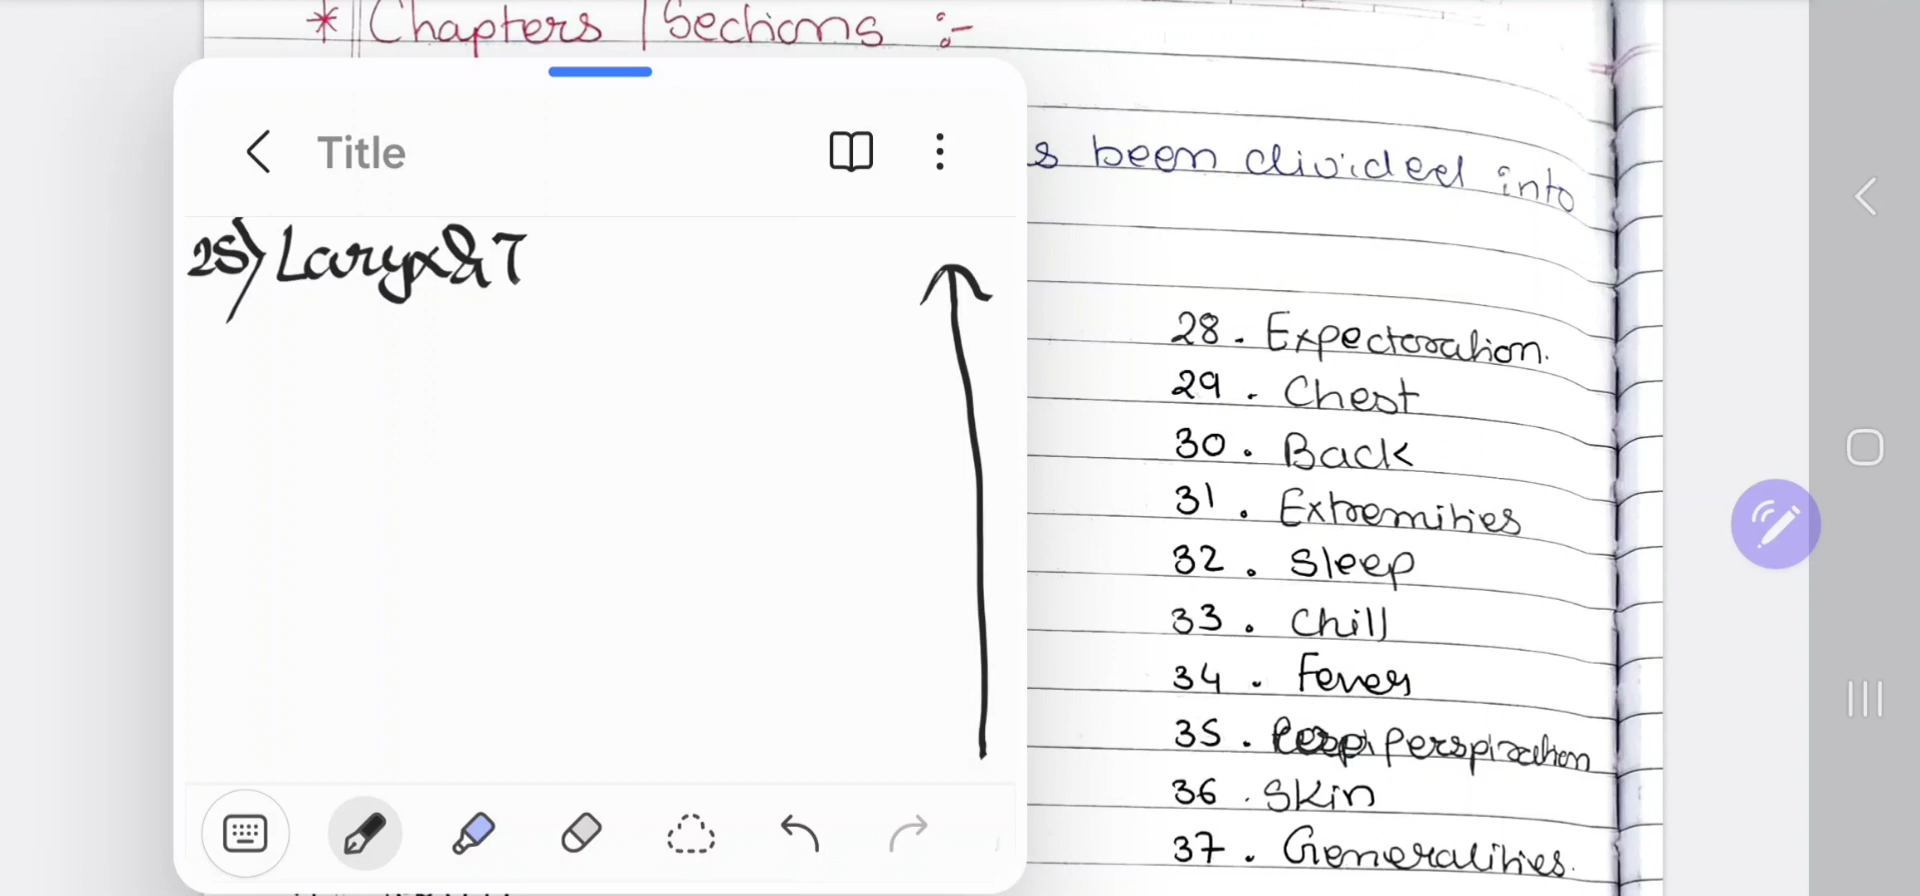 * Chapters | Sections :-
Title
s been divided into
25) Laryx & T
28. Expectoration.
29. Chest
30. Back
31. Extremities
32. Sleep
33. Chill
34. Fever
35. Perspiration
36. Skin
37. Generalities.